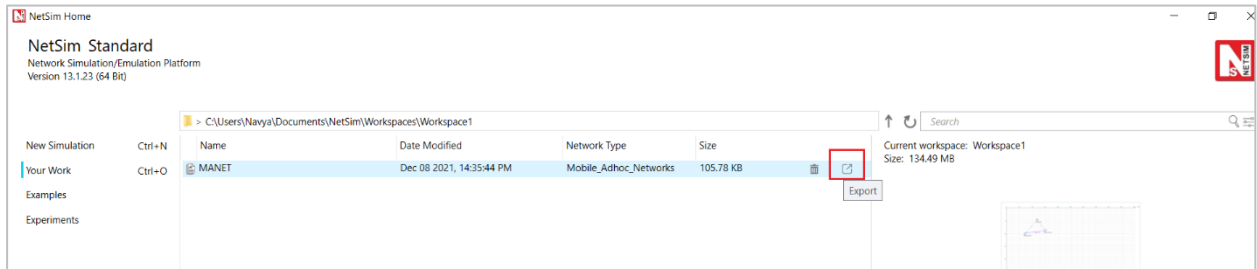 NetSim Home
NetSim Standard
Network Simulation/Emulation Platform
Version 13.1.23 (64 Bit)
NETSIM
> C:\Users\Navya\Documents\NetSim\Workspaces\Workspace1
Search
New Simulation Ctrl+N
Name Date Modified Network Type Size
Current workspace: Workspace1
Size: 134.49 MB
Your Work Ctrl+O
MANET Dec 08 2021, 14:35:44 PM Mobile_Adhoc_Networks 105.78 KB
Export
Examples
Experiments